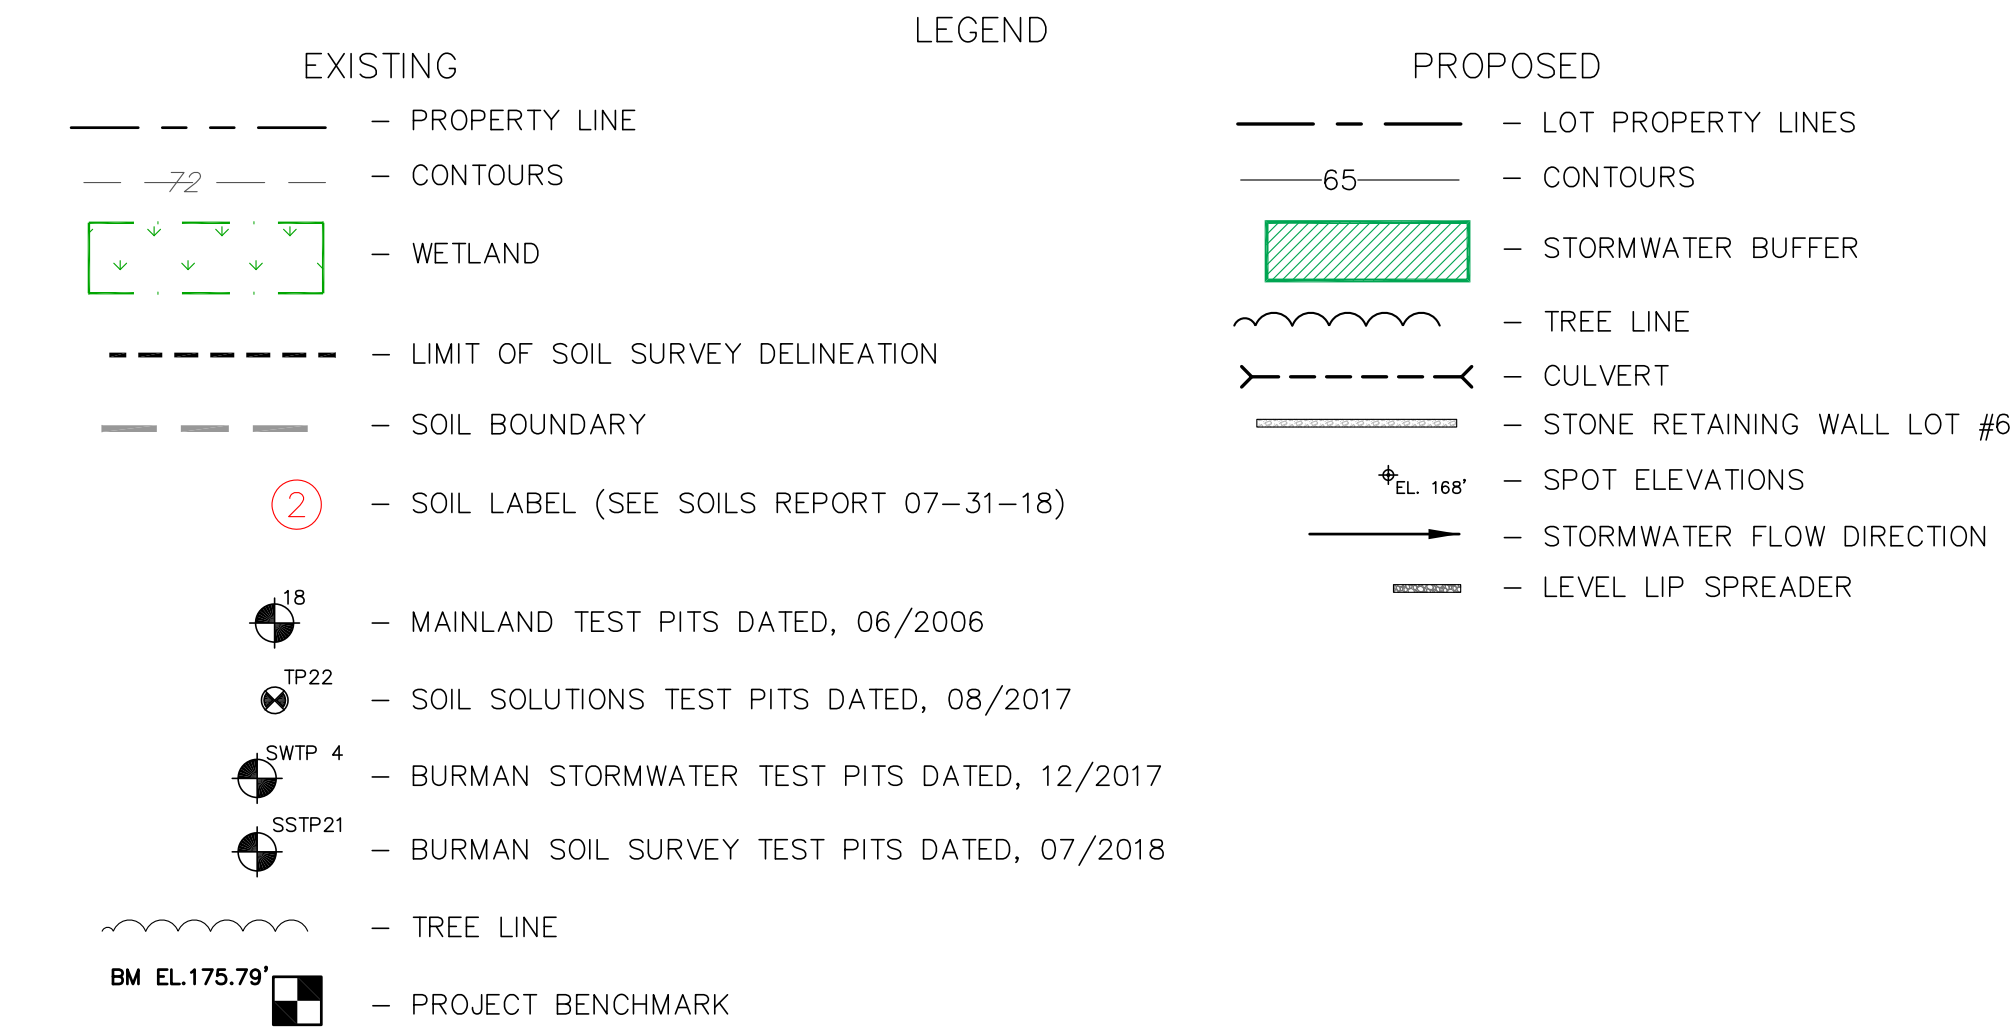 LEGEND
EXISTING
— PROPERTY LINE
72 — CONTOURS
— WETLAND
— LIMIT OF SOIL SURVEY DELINEATION
— SOIL BOUNDARY
2 — SOIL LABEL (SEE SOILS REPORT 07-31-18)
18
— MAINLAND TEST PITS DATED, 06/2006
TP22
— SOIL SOLUTIONS TEST PITS DATED, 08/2017
SWTP 4
— BURMAN STORMWATER TEST PITS DATED, 12/2017
SSTP21
— BURMAN SOIL SURVEY TEST PITS DATED, 07/2018
— TREE LINE
BM EL.175.79'
— PROJECT BENCHMARK
PROPOSED
— LOT PROPERTY LINES
65 — CONTOURS
— STORMWATER BUFFER
— TREE LINE
— CULVERT
— STONE RETAINING WALL LOT #6
EL. 168' — SPOT ELEVATIONS
— STORMWATER FLOW DIRECTION
— LEVEL LIP SPREADER